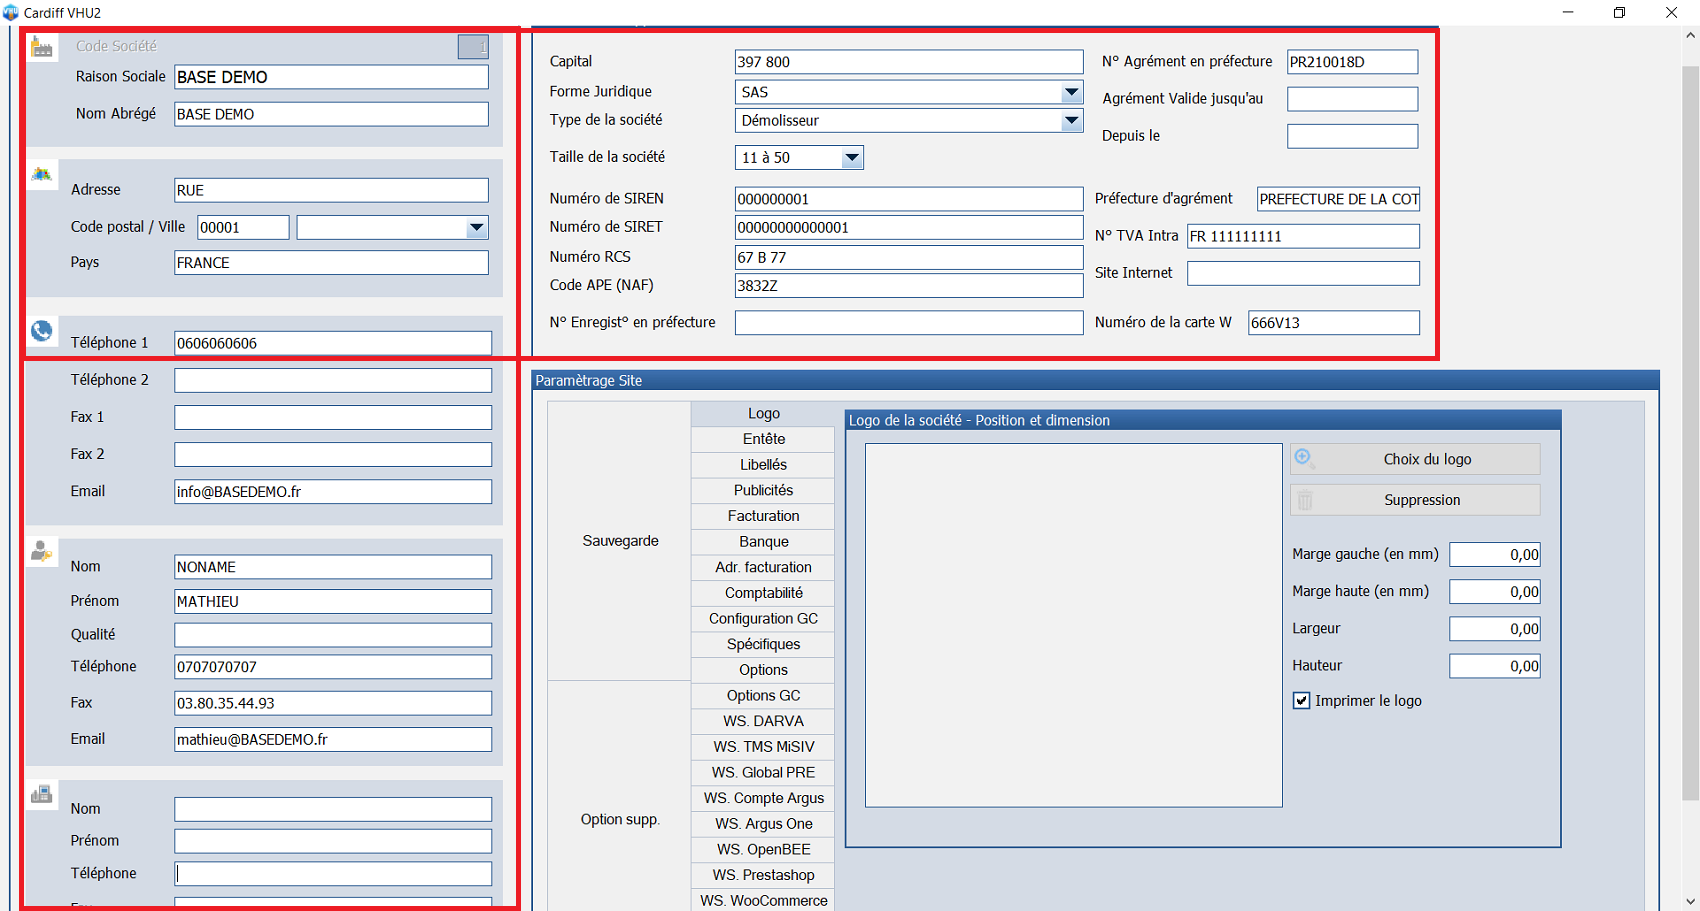 Cardiff VHU2
Code Société 1
Raison Sociale BASE DEMO
Nom Abrégé BASE DEMO
Adresse RUE
Code postal / Ville 00001
Pays FRANCE
Téléphone 1 0606060606
Téléphone 2
Fax 1
Fax 2
Email info@BASEDEMO.fr
Nom NONAME
Prénom MATHIEU
Qualité
Téléphone 0707070707
Fax 03.80.35.44.93
Email mathieu@BASEDEMO.fr
Nom
Prénom
Téléphone
Capital 397 800
Forme Juridique SAS
Type de la société Démolisseur
Taille de la société 11 à 50
Numéro de SIREN 000000001
Numéro de SIRET 00000000000001
Numéro RCS 67 B 77
Code APE (NAF) 3832Z
N° Enregist° en préfecture
N° Agrément en préfecture PR210018D
Agrément Valide jusqu'au
Depuis le
Préfecture d'agrément PREFECTURE DE LA COT
N° TVA Intra FR 111111111
Site Internet
Numéro de la carte W 666V13
Paramètrage Site
Sauvegarde
Option supp.
Logo
Entête
Libellés
Publicités
Facturation
Banque
Adr. facturation
Comptabilité
Configuration GC
Spécifiques
Options
Options GC
WS. DARVA
WS. TMS MiSIV
WS. Global PRE
WS. Compte Argus
WS. Argus One
WS. OpenBEE
WS. Prestashop
WS. WooCommerce
Logo de la société - Position et dimension
Choix du logo
Suppression
Marge gauche (en mm) 0,00
Marge haute (en mm) 0,00
Largeur 0,00
Hauteur 0,00
Imprimer le logo